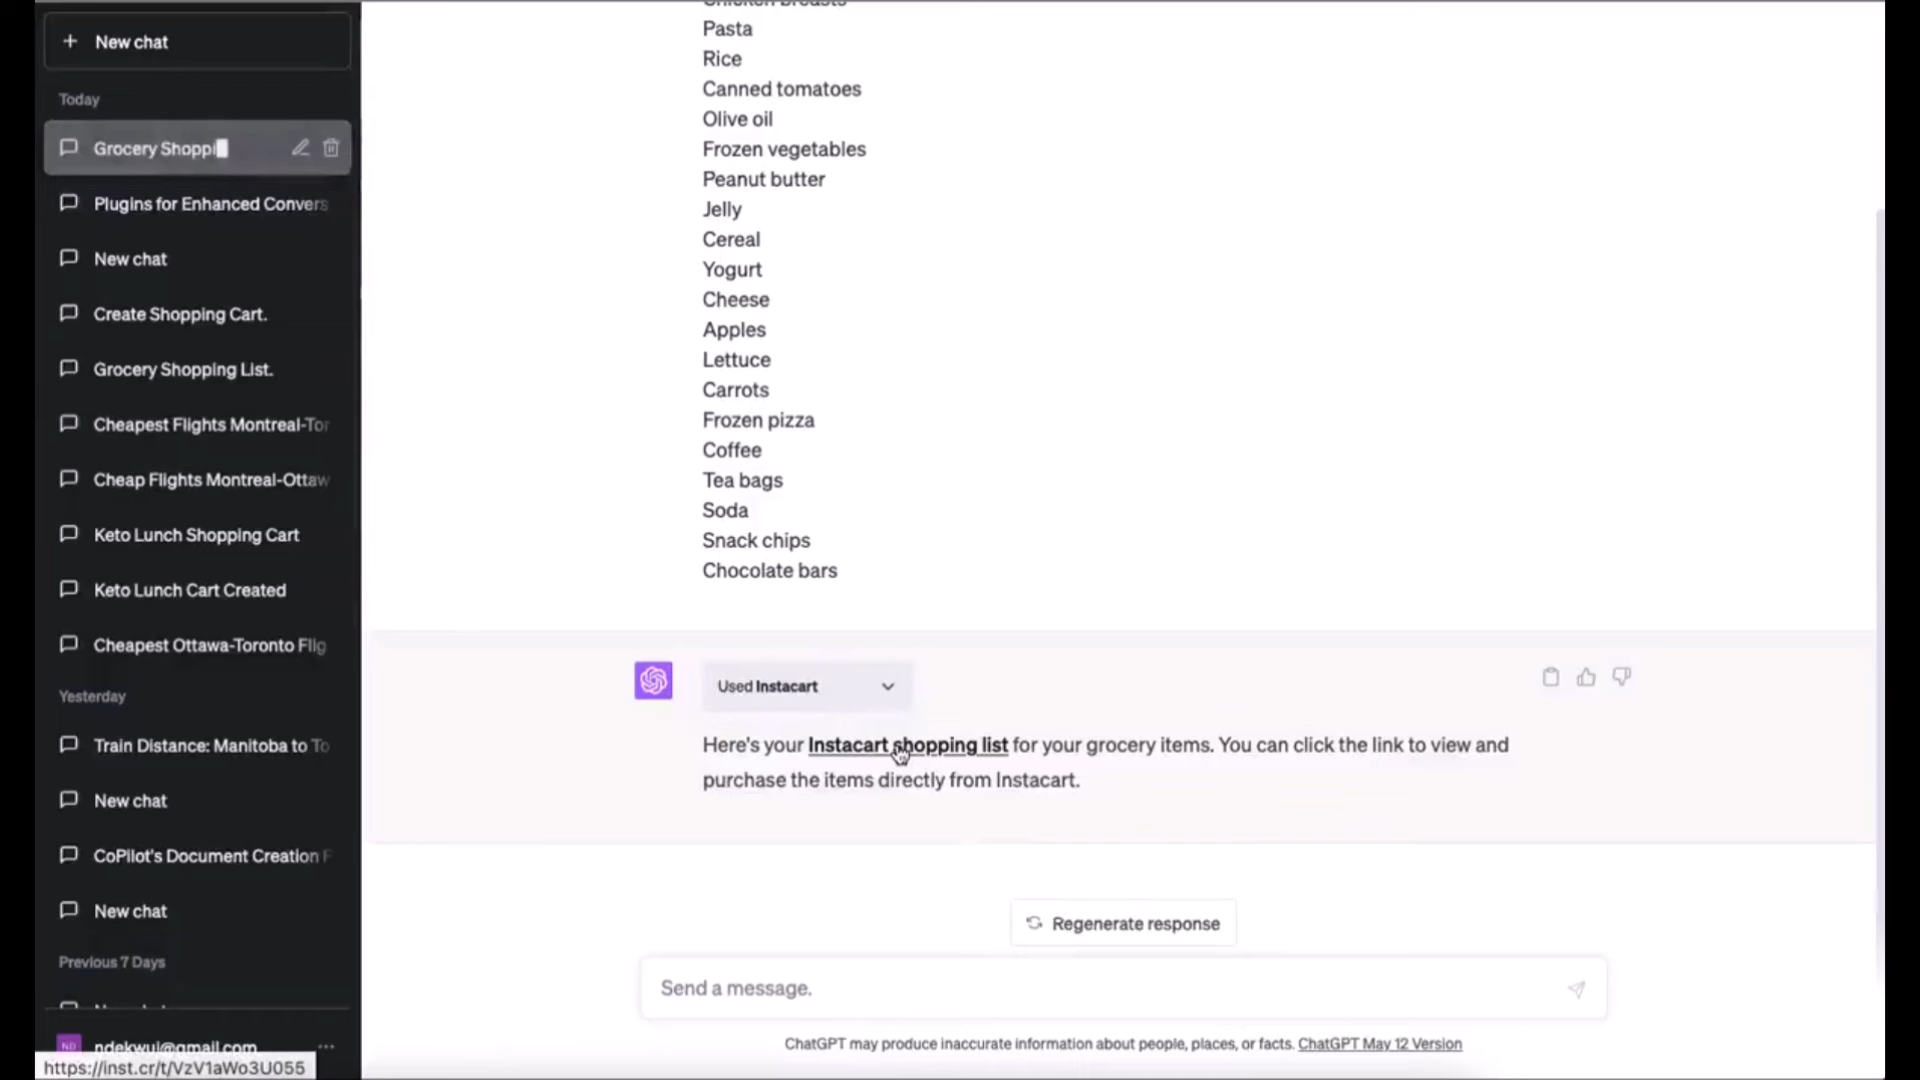 New chat
Today
Grocery Shoppi
Plugins for Enhanced Convers
New chat
Create Shopping Cart.
Grocery Shopping List.
Cheapest Flights Montreal-Tor
Cheap Flights Montreal-Ottaw
Keto Lunch Shopping Cart
Keto Lunch Cart Created
Cheapest Ottawa-Toronto Flig
Yesterday
Train Distance: Manitoba to To
New chat
CoPilot's Document Creation F
New chat
Previous 7 Days
ND
ndekwui@gmail.com
https://inst.cr/t/VzV1aWo3U055
Chicken breasts
Pasta
Rice
Canned tomatoes
Olive oil
Frozen vegetables
Peanut butter
Jelly
Cereal
Yogurt
Cheese
Apples
Lettuce
Carrots
Frozen pizza
Coffee
Tea bags
Soda
Snack chips
Chocolate bars
Used Instacart
Here's your Instacart shopping list for your grocery items. You can click the link to view and
purchase the items directly from Instacart.
Regenerate response
Send a message.
ChatGPT may produce inaccurate information about people, places, or facts. ChatGPT May 12 Version